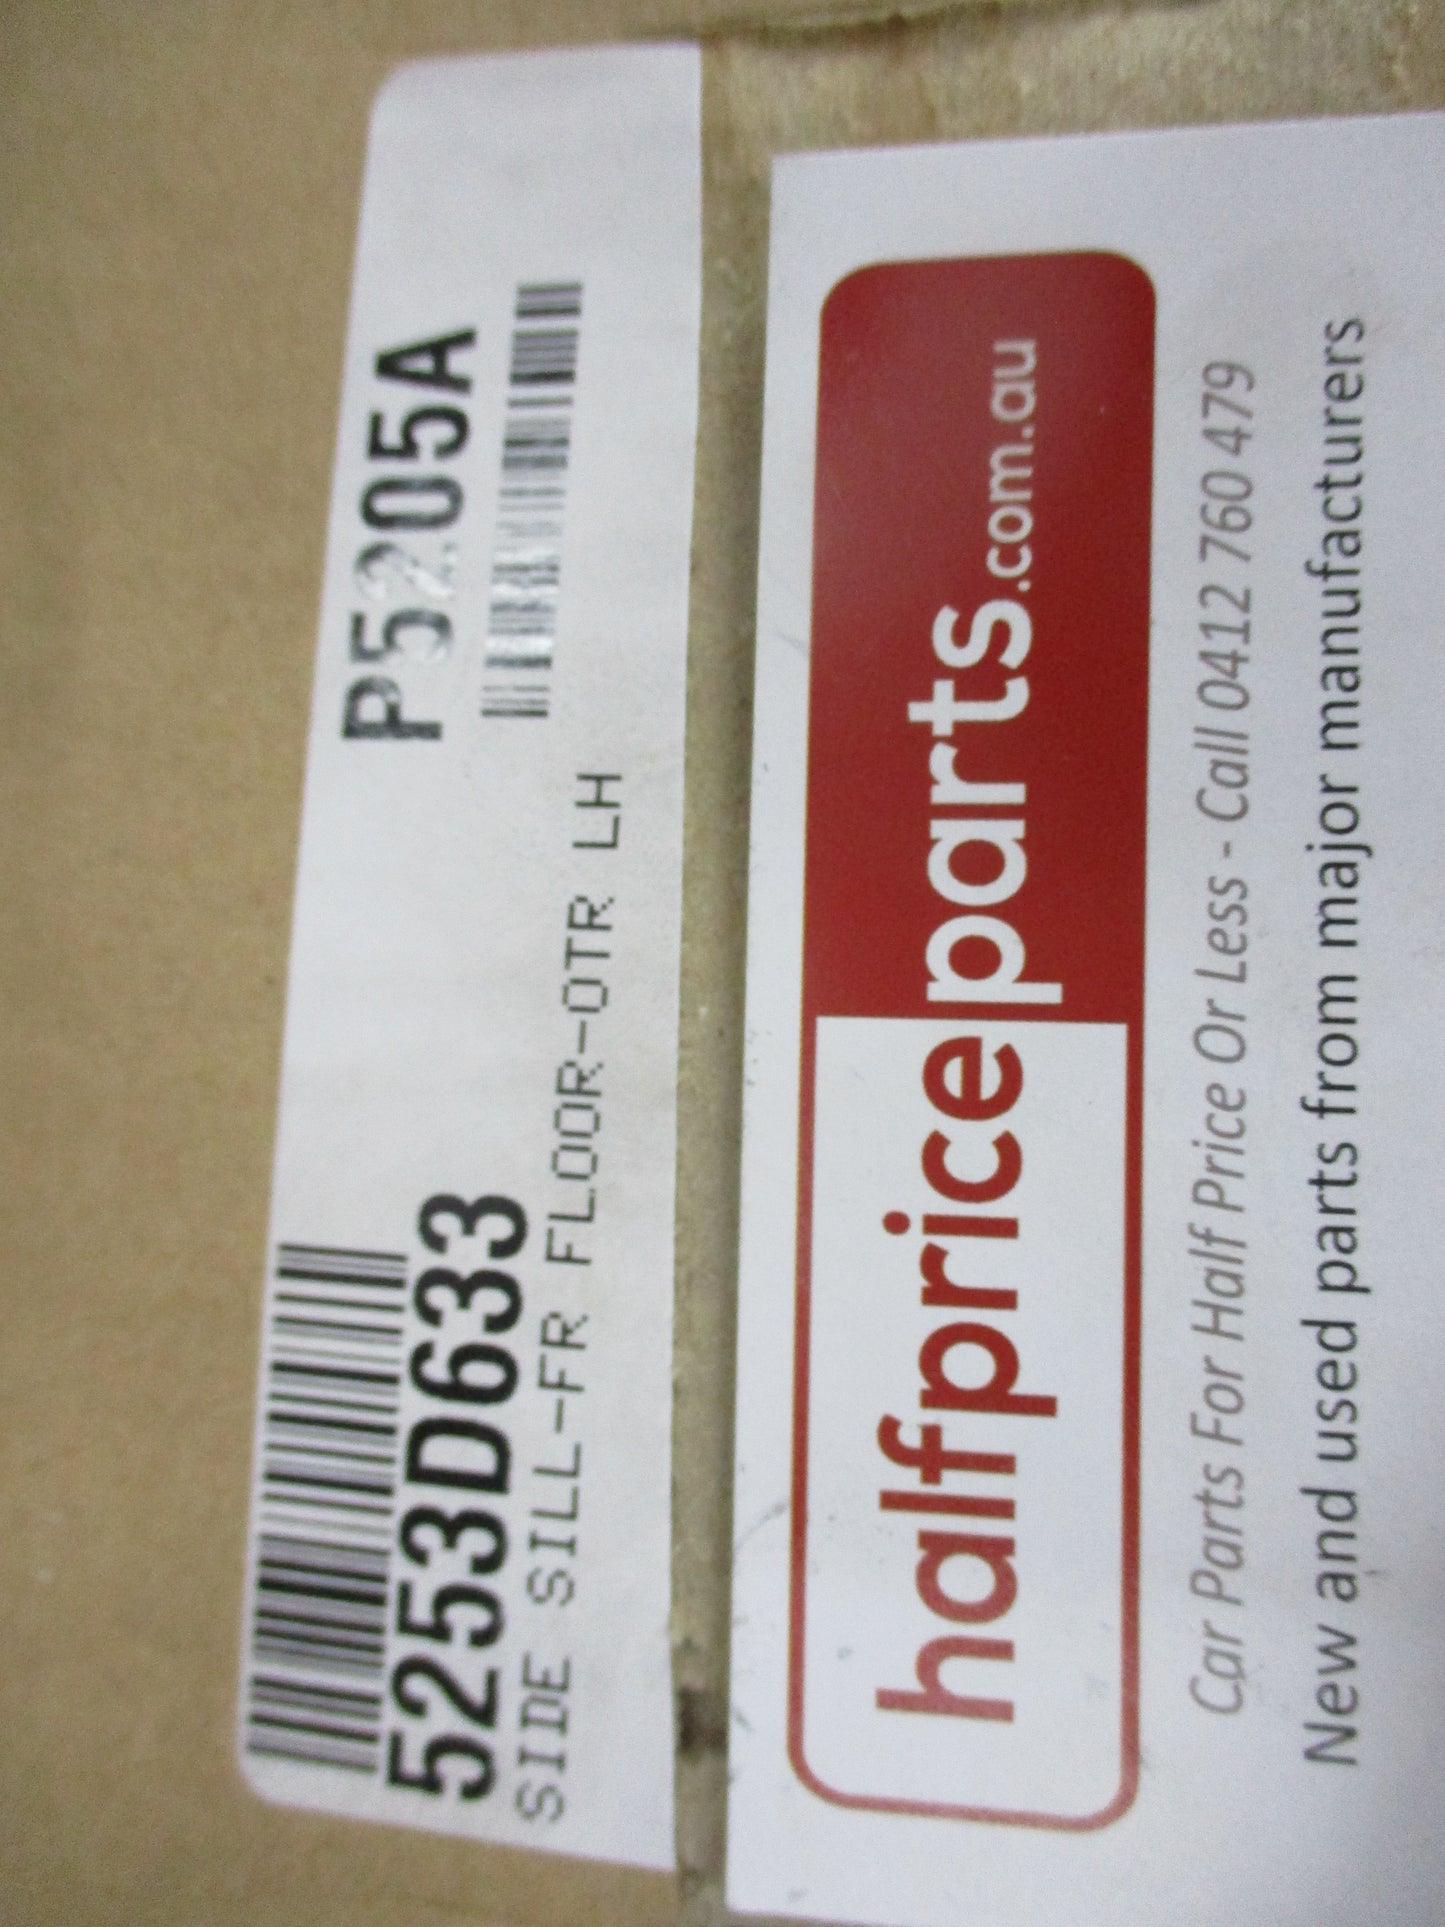 5253D633
P5205A
SIDE SILL-FR FLOOR-OTR LH
halfpriceparts.com.au
Car Parts For Half Price Or Less - Call 0412 760 479
New and used parts from major manufacturers